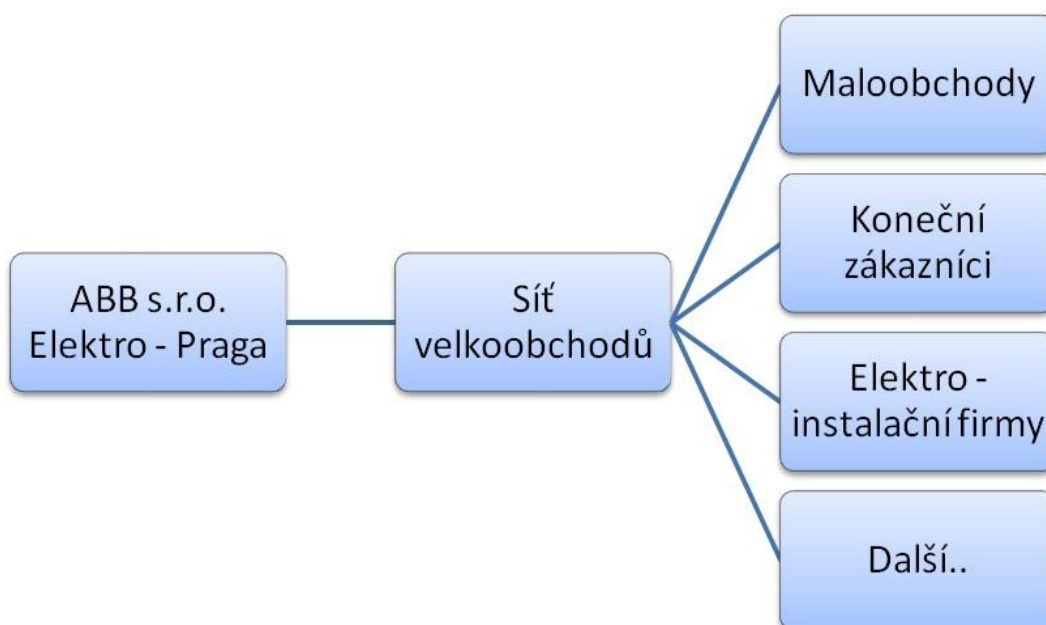 ABB s.r.o.
Elektro - Praga
Síť
velkoobchodů
Maloobchody
Koneční
zákazníci
Elektro -
instalační firmy
Další..